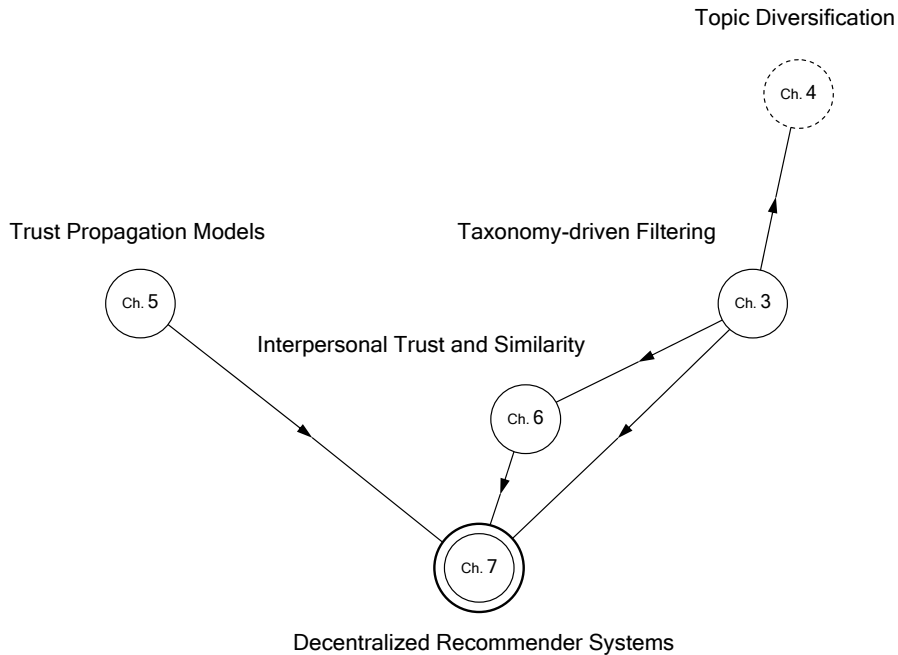 Topic Diversification
Ch. 4
Trust Propagation Models
Taxonomy-driven Filtering
Ch. 5
Ch. 3
Interpersonal Trust and Similarity
Ch. 6
Ch. 7
Decentralized Recommender Systems